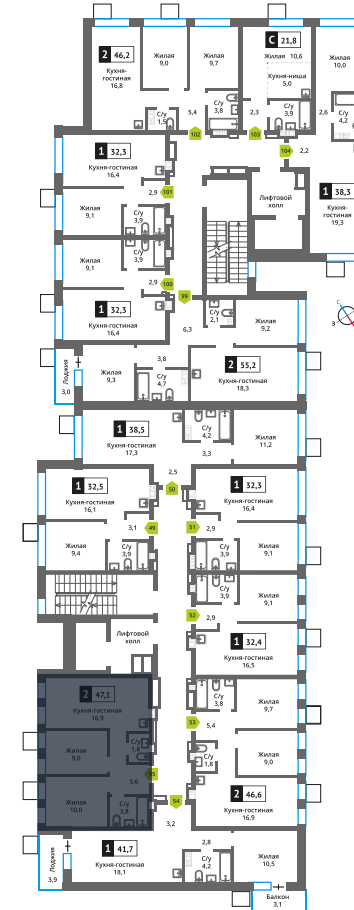 2 46,2
Кухня-гостиная
16,8
Жилая
9,0
Жилая
9,7
С/у
1,5
5,4
С/у
3,8
102
С 21,8
Жилая 10,6
Кухня-ниша
5,0
2,3
С/у
3,9
103
Жилая
10,0
2,6
С/у
4,2
104
2,2
1 32,3
Кухня-гостиная
16,4
2,9
101
Жилая
9,1
С/у
3,9
Лифтовой
холл
1 38,3
Кухня-гостиная
19,3
Жилая
9,1
С/у
3,9
2,9
100
1 32,3
Кухня-гостиная
16,4
99
6,3
С/у
2,1
Жилая
9,2
С
З
Лоджия
3,0
Жилая
9,3
3,8
С/у
4,7
2 55,2
Кухня-гостиная
18,3
1 38,5
Кухня-гостиная
17,3
С/у
4,2
3,3
Жилая
11,2
2,5
50
1 32,5
Кухня-гостиная
16,1
1 32,3
Кухня-гостиная
16,4
3,1
49
51
2,9
Жилая
9,4
С/у
3,9
С/у
3,9
Жилая
9,1
С/у
3,9
Жилая
9,1
52
2,9
Лифтовой
холл
1 32,4
Кухня-гостиная
16,5
2 47,1
Кухня-гостиная
16,9
С/у
3,8
Жилая
9,7
53
5,4
Жилая
9,0
С/у
1,8
С/у
1,8
Жилая
9,0
5,6
55
Жилая
10,0
С/у
3,8
54
2 46,6
Кухня-гостиная
16,9
3,2
Лоджия
3,9
1 41,7
Кухня-гостиная
18,1
2,8
С/у
4,2
Жилая
10,5
Балкон
3,1